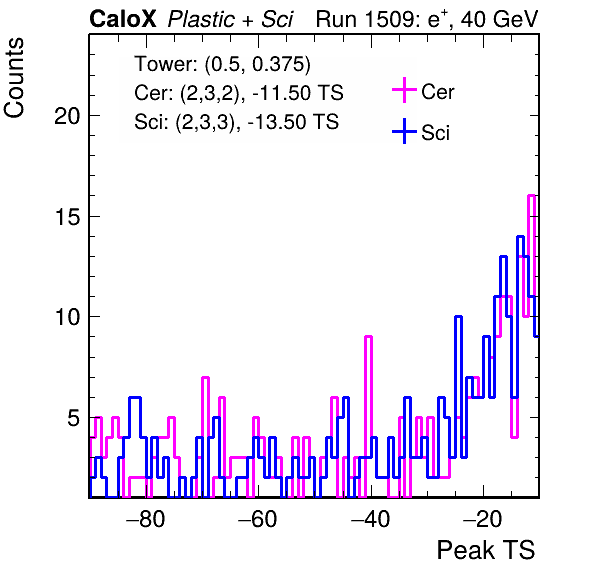 CaloX Plastic + Sci Run 1509: e⁺, 40 GeV
Counts
Tower: (0.5, 0.375)
Cer: (2,3,2), -11.50 TS
Sci: (2,3,3), -13.50 TS
Cer
Sci
20
15
10
5
−80 −60 −40 −20
Peak TS